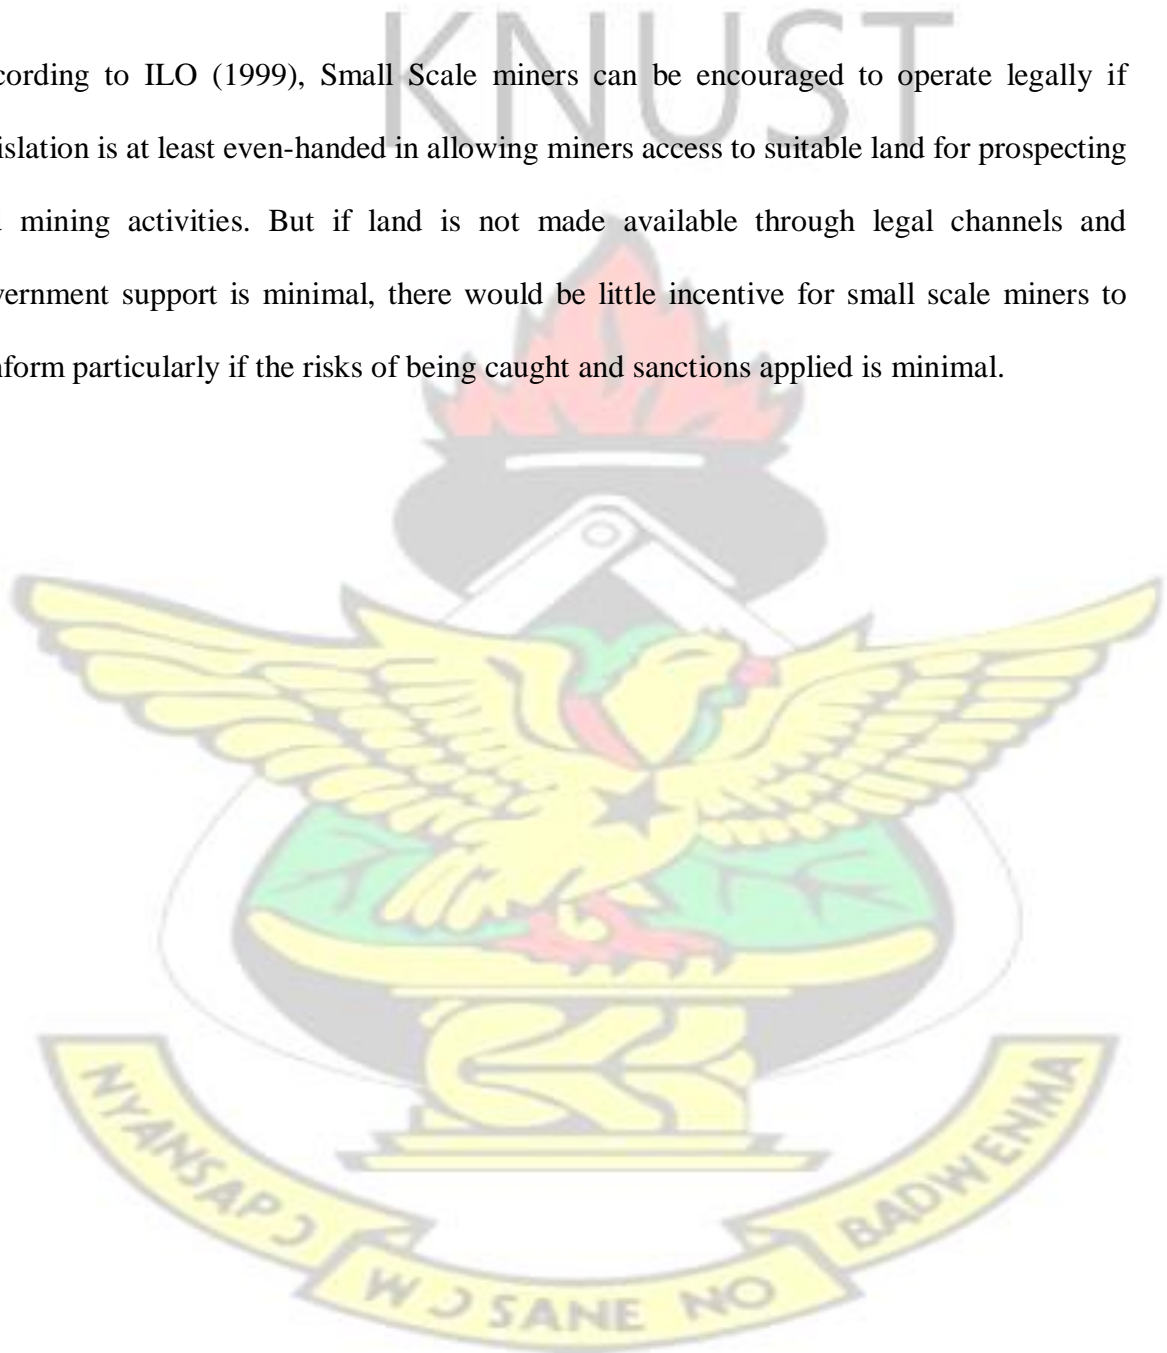 KNUST
cording to ILO (1999), Small Scale miners can be encouraged to operate legally if
islation is at least even-handed in allowing miners access to suitable land for prospecting
mining activities. But if land is not made available through legal channels and
vernment support is minimal, there would be little incentive for small scale miners to
nform particularly if the risks of being caught and sanctions applied is minimal.
NYANSAPƆ
WƆ SANE NO
BADWENMA